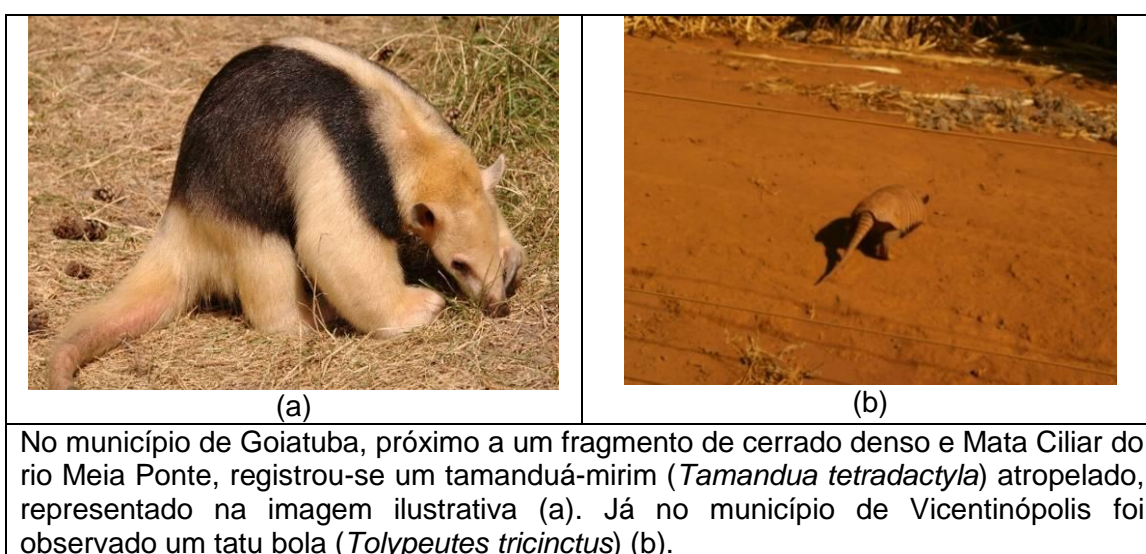 (a)
(b)
No município de Goiatuba, próximo a um fragmento de cerrado denso e Mata Ciliar do
rio Meia Ponte, registrou-se um tamanduá-mirim (Tamandua tetradactyla) atropelado,
representado na imagem ilustrativa (a). Já no município de Vicentinópolis foi
observado um tatu bola (Tolypeutes tricinctus) (b).